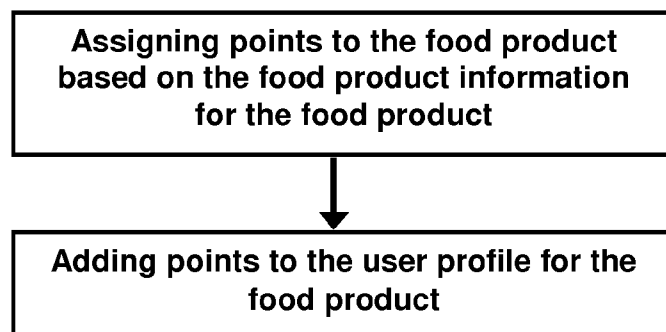 Assigning points to the food product
based on the food product information
for the food product
Adding points to the user profile for the
food product